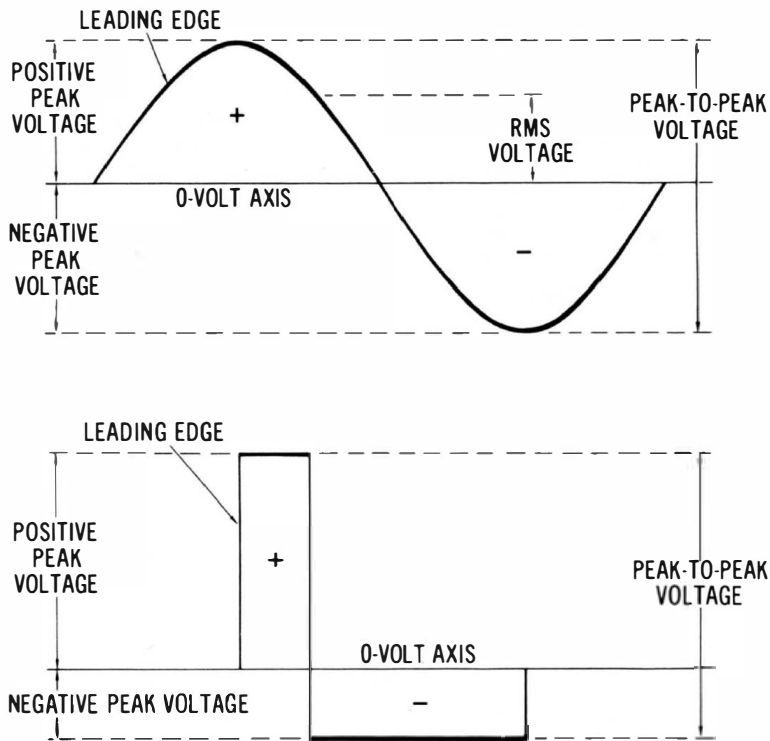 LEADING EDGE
POSITIVE
PEAK
VOLTAGE
+
RMS
VOLTAGE
PEAK-TO-PEAK
VOLTAGE
0-VOLT AXIS
NEGATIVE
PEAK
VOLTAGE
−
LEADING EDGE
POSITIVE
PEAK
VOLTAGE
+
PEAK-TO-PEAK
VOLTAGE
0-VOLT AXIS
NEGATIVE PEAK VOLTAGE
−